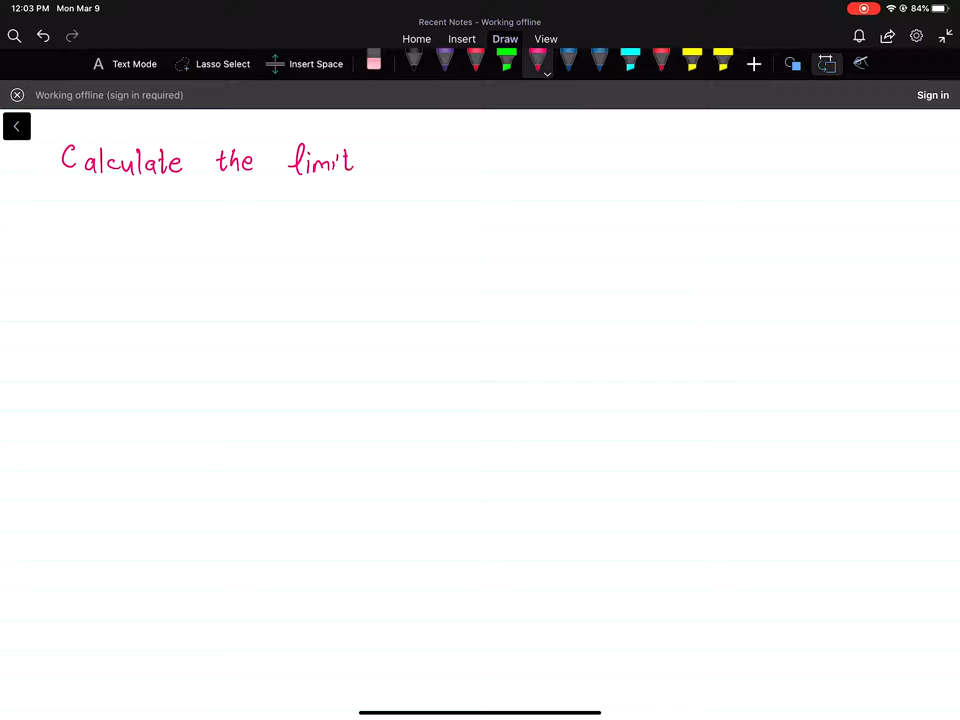 12:03 PM Mon Mar 9 84%
Recent Notes - Working offline
Home Insert Draw View
A Text Mode Lasso Select Insert Space
Working offline (sign in required) Sign in
Calculate the limit